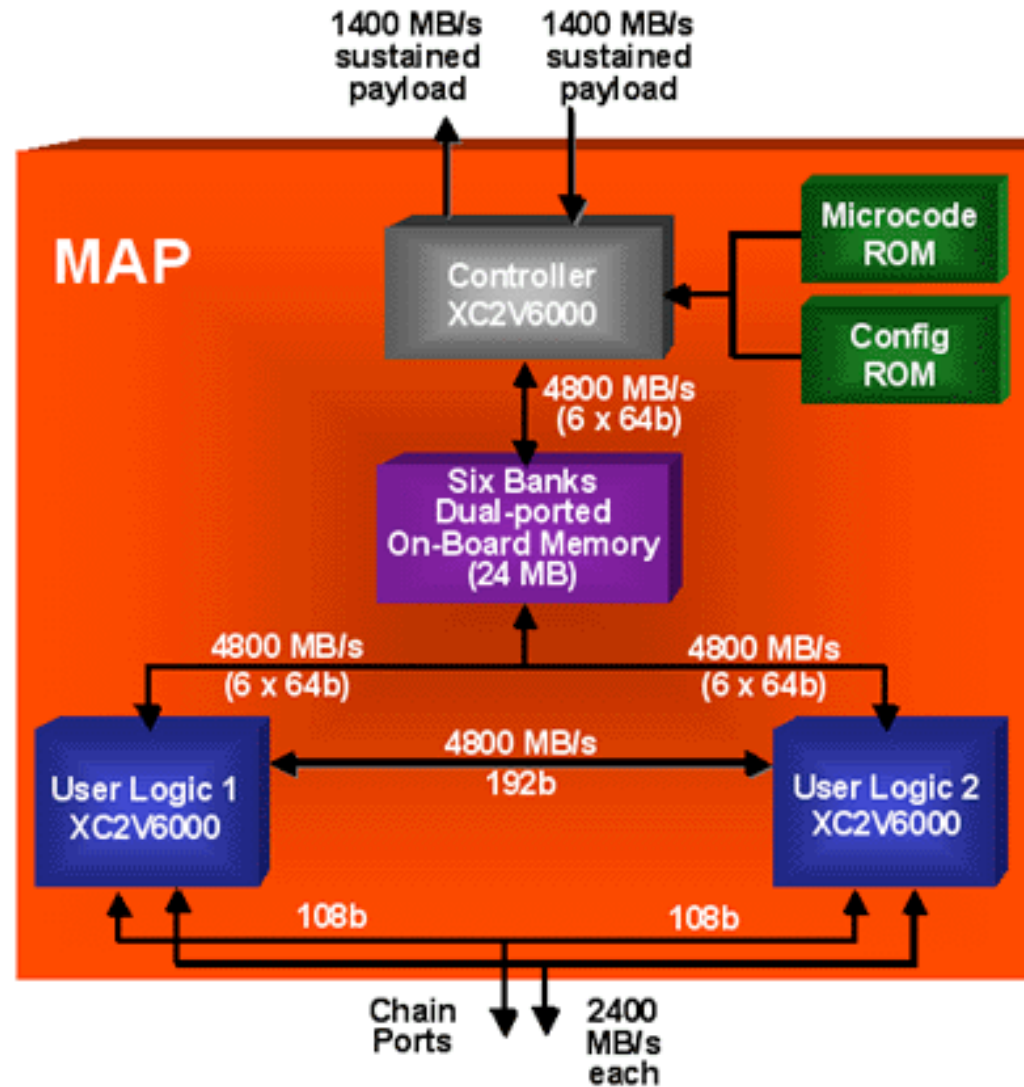 1400 MB/s
sustained
payload
1400 MB/s
sustained
payload
MAP
Controller
XC2V6000
Microcode
ROM
Config
ROM
4800 MB/s
(6 x 64b)
Six Banks
Dual-ported
On-Board Memory
(24 MB)
4800 MB/s
(6 x 64b)
4800 MB/s
(6 x 64b)
4800 MB/s
192b
User Logic 1
XC2V6000
User Logic 2
XC2V6000
108b
108b
Chain
Ports
2400
MB/s
each